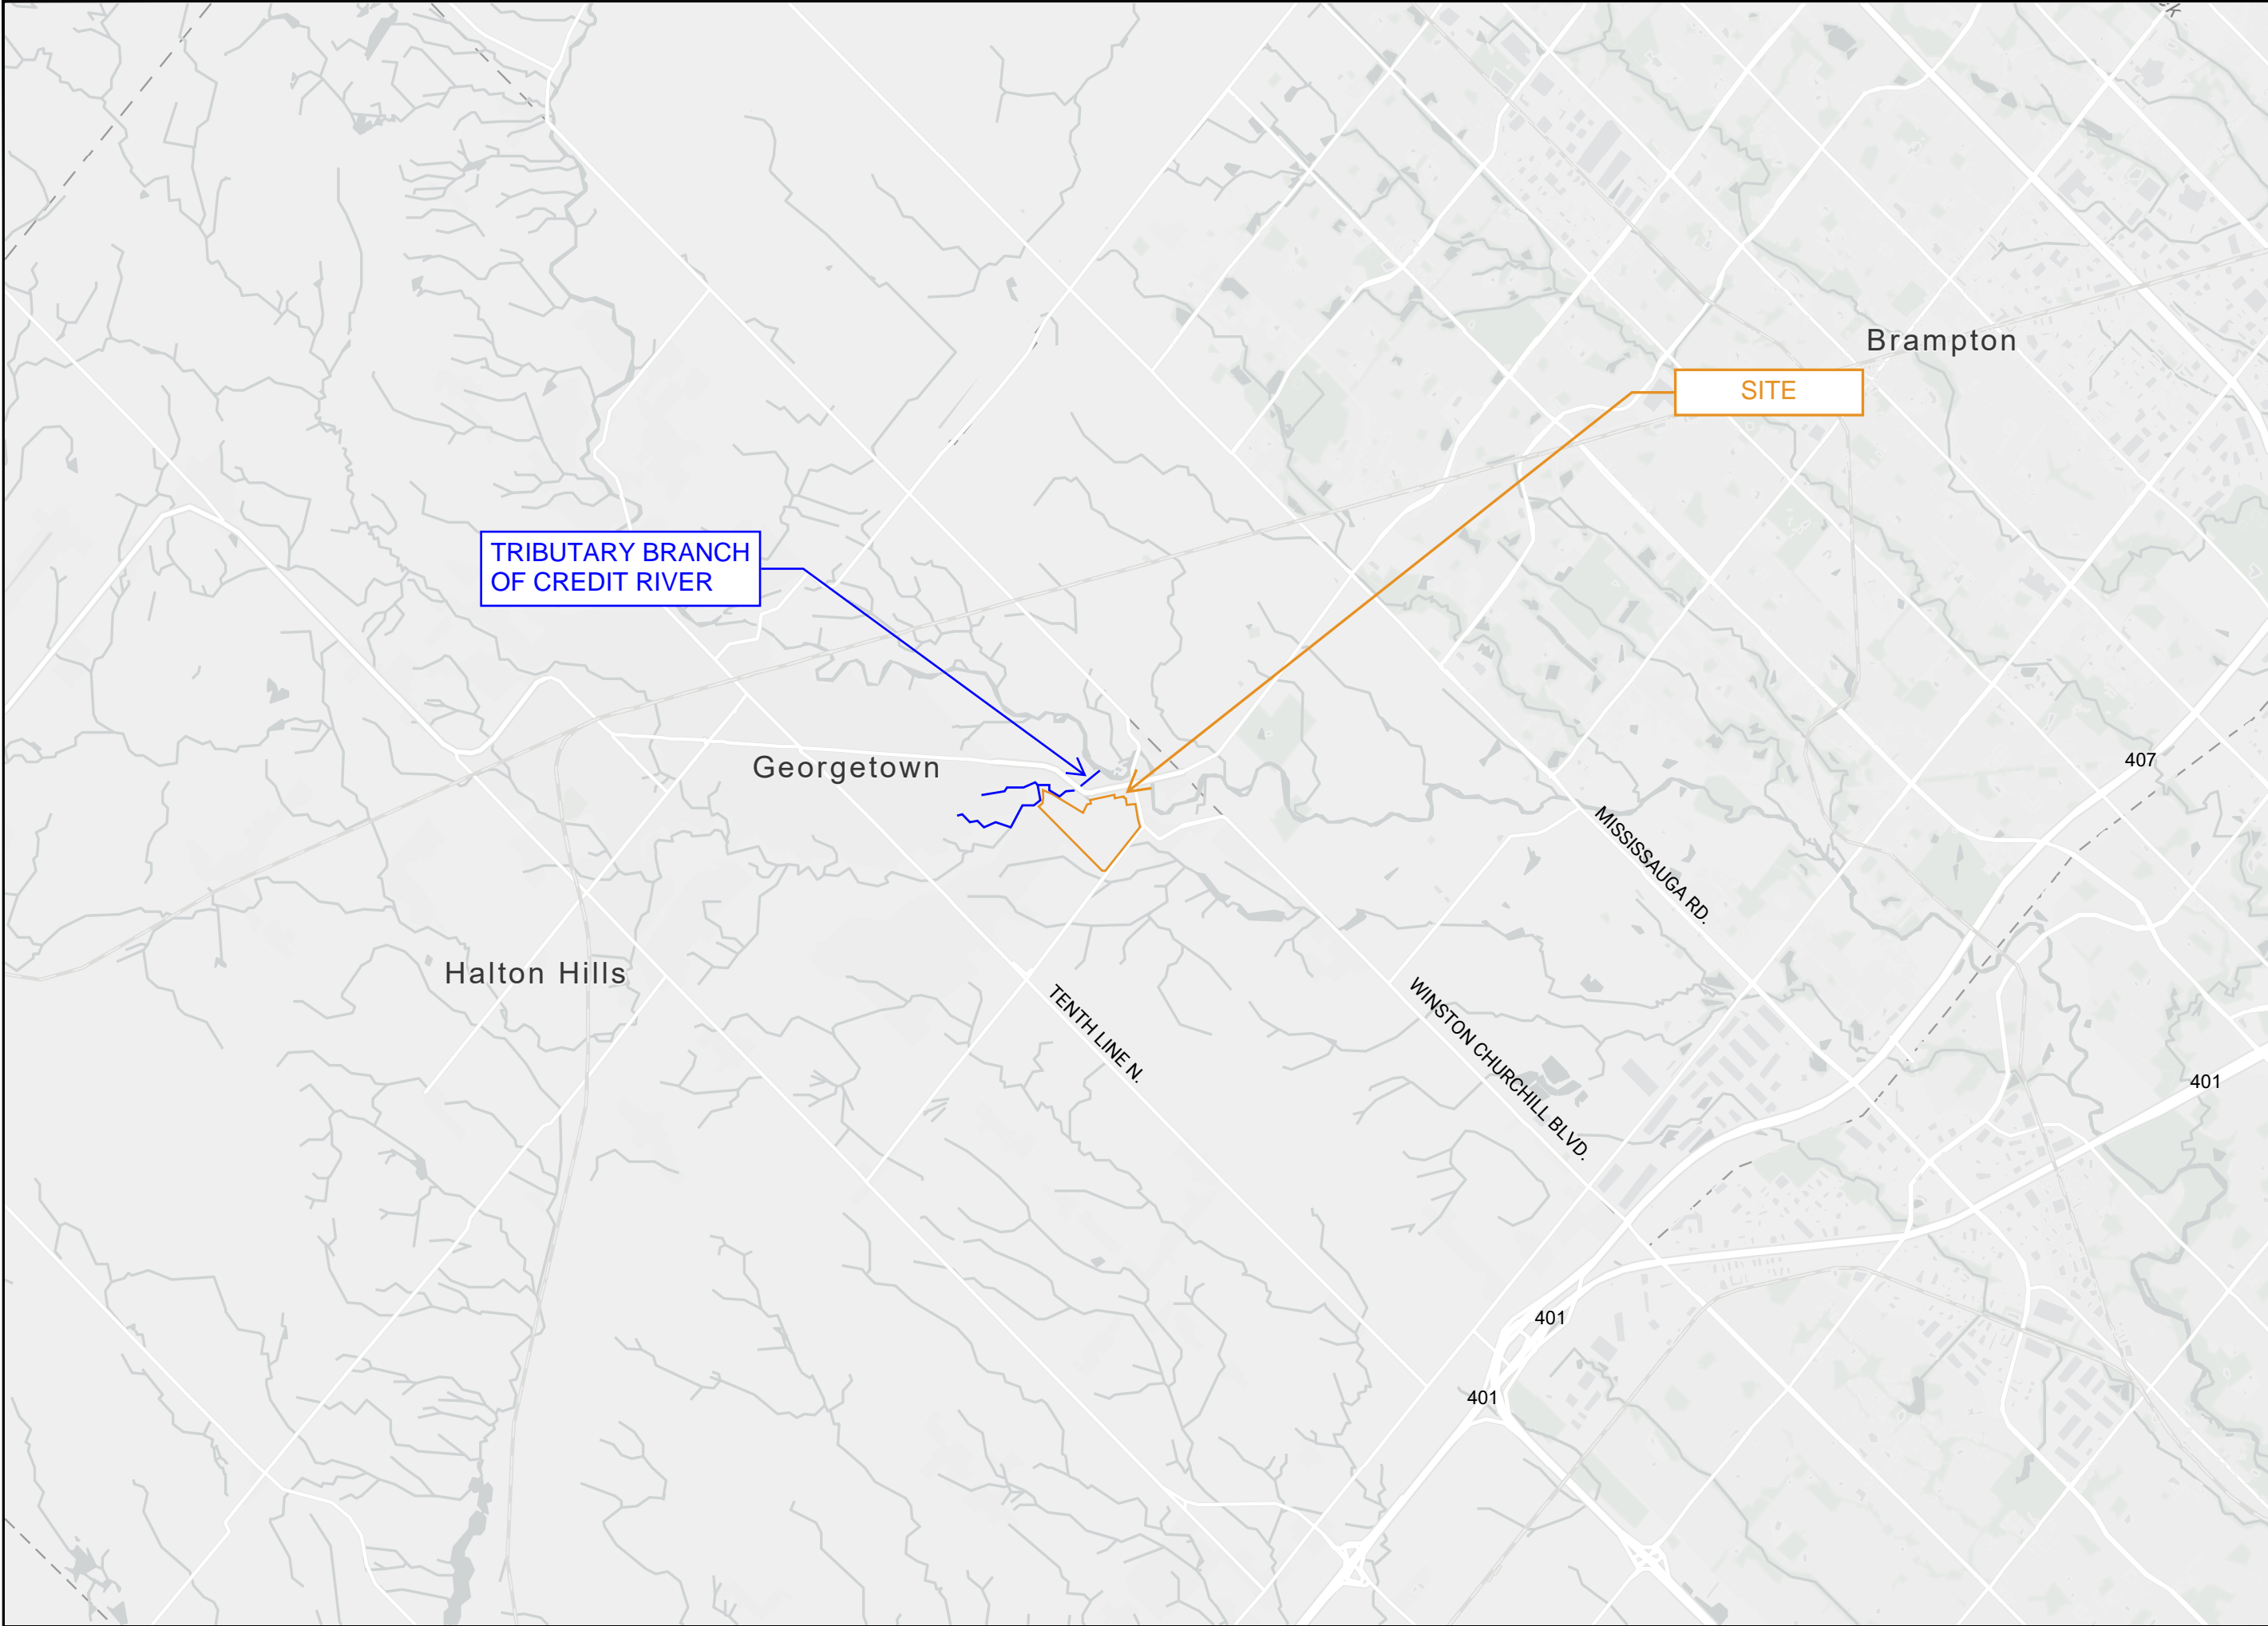 Brampton
SITE
TRIBUTARY BRANCH
OF CREDIT RIVER
Georgetown
407
MISSISSAUGA RD.
Halton Hills
TENTH LINE N.
WINSTON CHURCHILL BLVD.
401
401
401